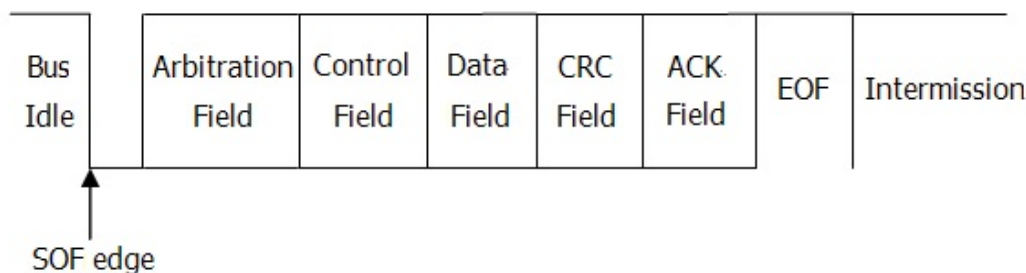 Bus
Idle
Arbitration
Field
Control
Field
Data
Field
CRC
Field
ACK
Field
EOF
Intermission
SOF edge